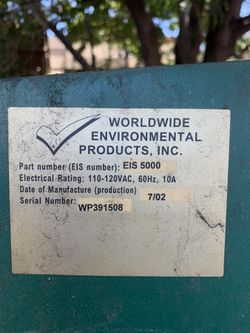 WORLDWIDE
ENVIRONMENTAL
PRODUCTS, INC.
Part number (EIS number): EIS 5000
Electrical Rating: 110-120VAC, 60Hz, 10A
Date of Manufacture (production) 7/02
Serial Number: WP391508